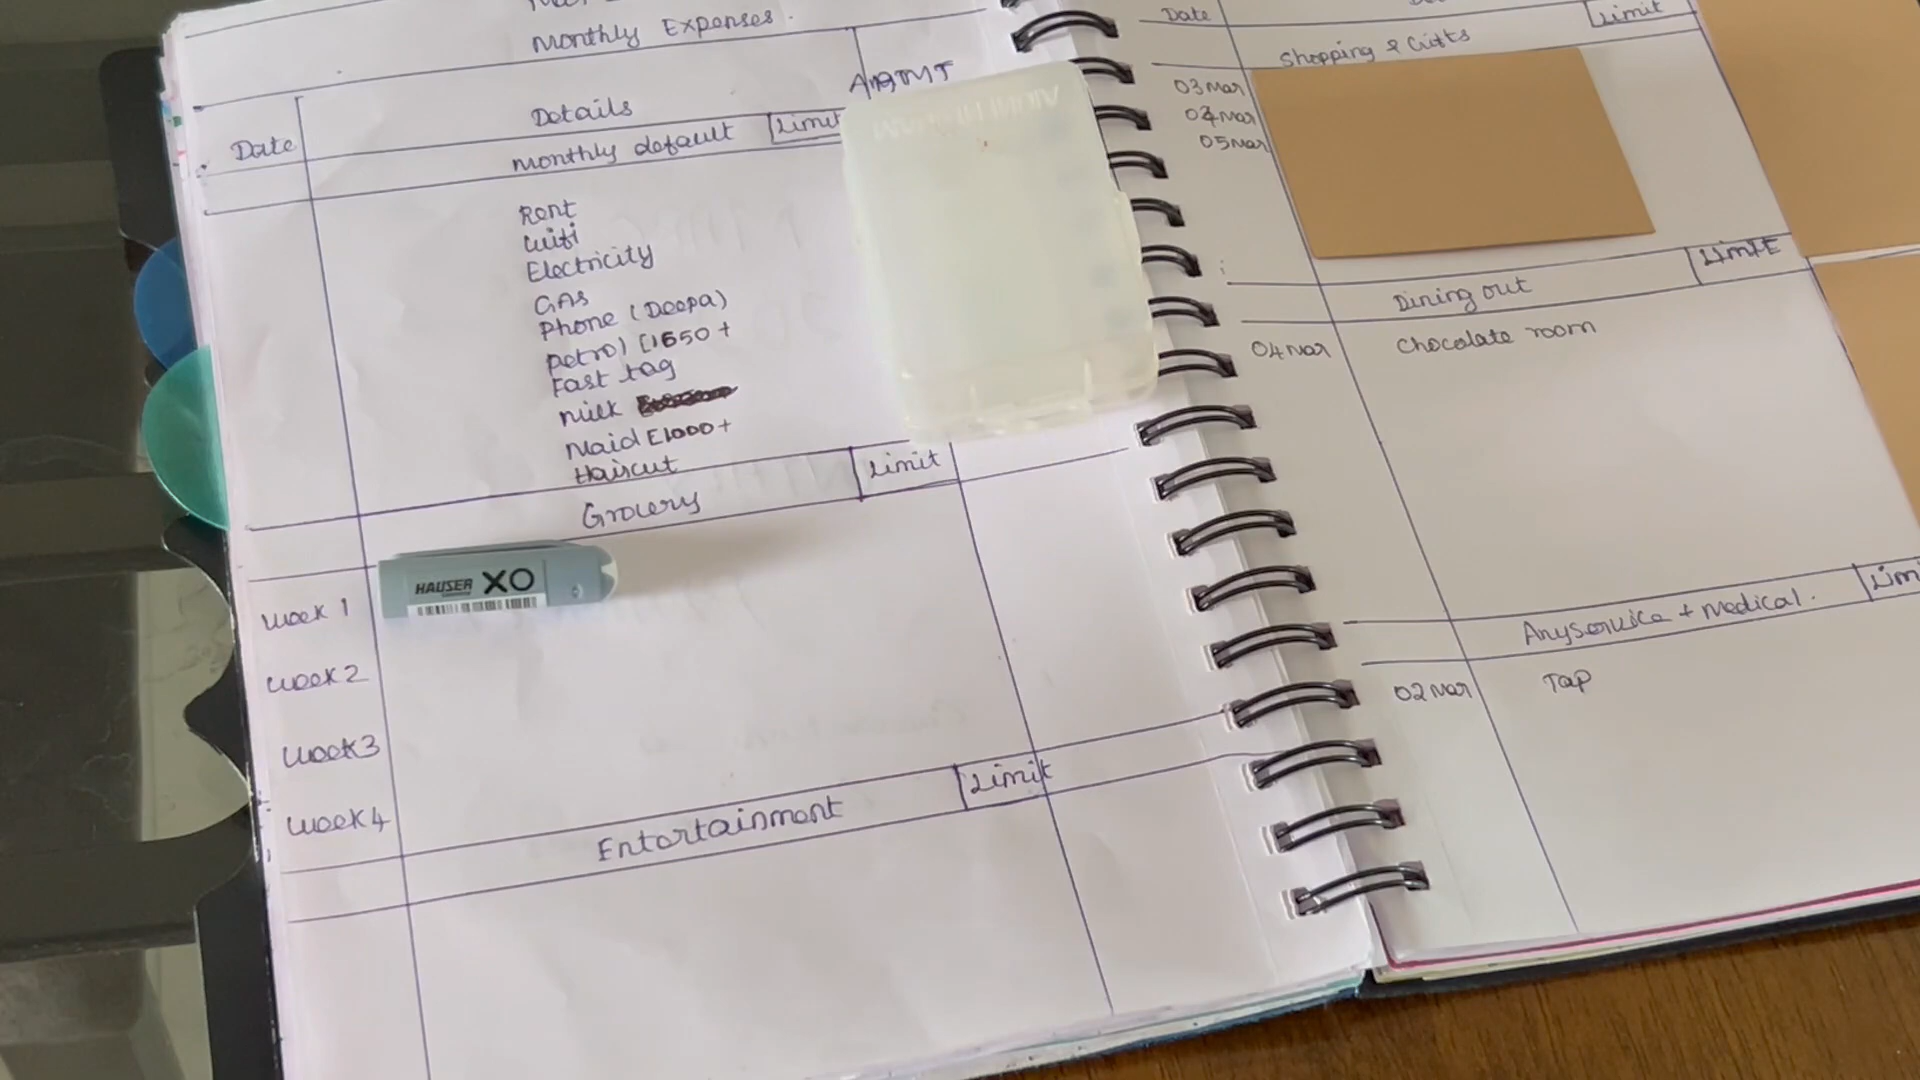 Monthly Expenses.
Date
Details
AMT
monthly default
Limit
Rent
Wifi
Electricity
GAS
Phone (Deepa)
petrol [1650 +
Fast tag
Milk
Maid [1000+
Haircut
Grocery
Limit
HAUSER XO
Week 1
Week 2
Week 3
Week 4
Entertainment
Limit
Date
Limit
Shopping & Gifts
03 Mar
04 Mar
05 Mar
Dining out
Limit
04 Mar
Chocolate room
Any service + Medical.
Limi
02 Mar
Tap